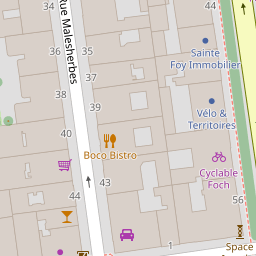 Rue Malesherbes
34
35
Sainte
Foy Immobilier
36
37
38
39
Vélo &
Territoires
40
Boco Bistro
Cyclable
Foch
43
44
56
1
Space